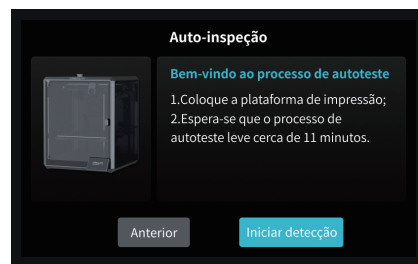 Auto-inspeção
Bem-vindo ao processo de autoteste
1.Coloque a plataforma de impressão;
2.Espera-se que o processo de
autoteste leve cerca de 11 minutos.
Anterior
Iniciar detecção